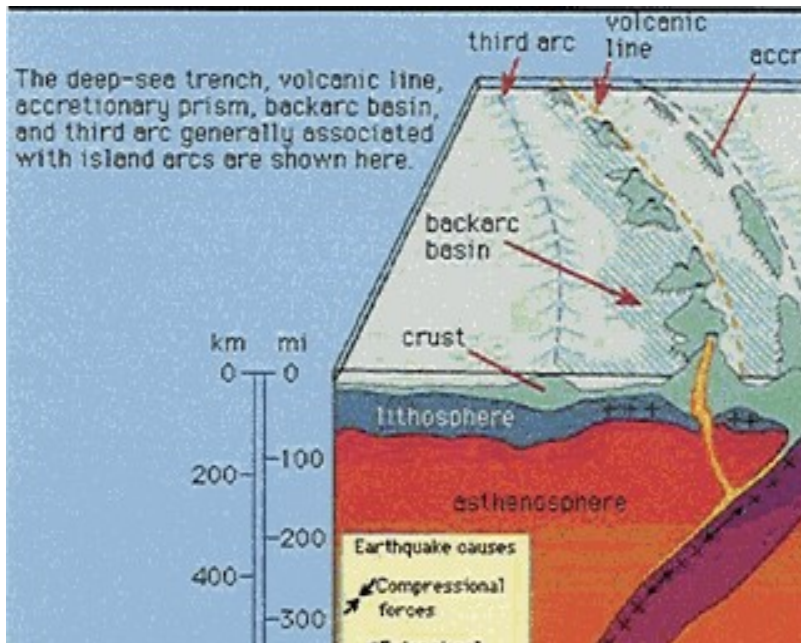 third arc
volcanic
line
accr
The deep-sea trench, volcanic line,
accretionary prism, backarc basin,
and third arc generally associated
with island arcs are shown here.
backarc
basin
crust
km mi
0 0
lithosphere
100
200
asthenosphere
200
Earthquake causes
400
Compressional
forces
300